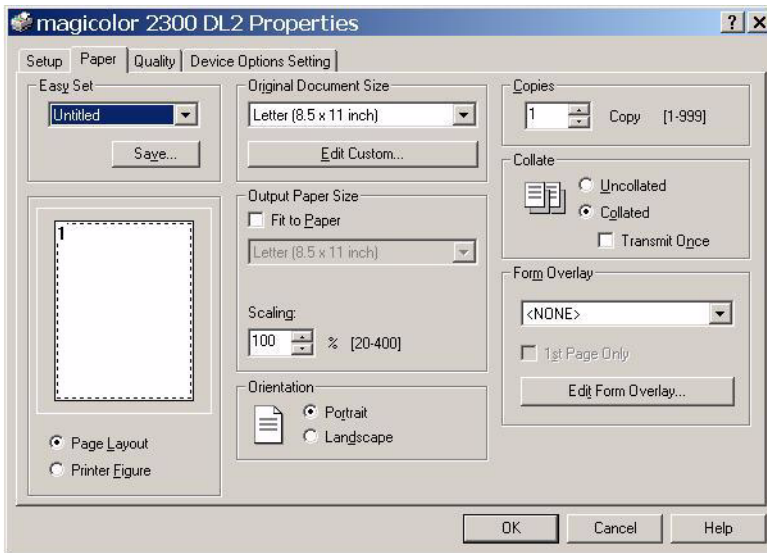 magicolor 2300 DL2 Properties
Setup Paper Quality Device Options Setting
Easy Set
Untitled
Save...
1
Page Layout
Printer Figure
Original Document Size
Letter (8.5 x 11 inch)
Edit Custom...
Output Paper Size
Fit to Paper
Letter (8.5 x 11 inch)
Scaling:
100 % [20-400]
Orientation
Portrait
Landscape
Copies
1 Copy [1-999]
Collate
Uncollated
Collated
Transmit Once
Form Overlay
<NONE>
1st Page Only
Edit Form Overlay...
OK Cancel Help